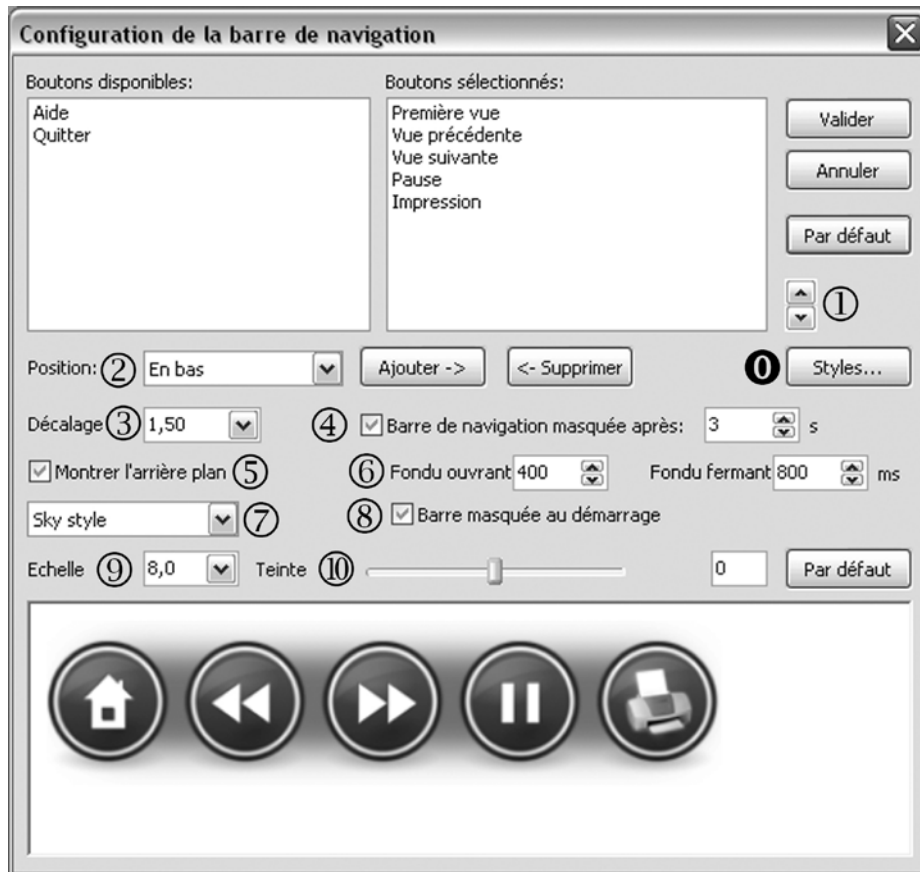 Configuration de la barre de navigation
Boutons disponibles:
Boutons sélectionnés:
Aide
Quitter
Première vue
Vue précédente
Vue suivante
Pause
Impression
Valider
Annuler
Par défaut
①
Position: ② En bas
Ajouter ->
<- Supprimer
⓿ Styles...
Décalage ③ 1,50
④ Barre de navigation masquée après: 3 s
Montrer l'arrière plan ⑤
⑥ Fondu ouvrant 400
Fondu fermant 800 ms
Sky style ⑦
⑧ Barre masquée au démarrage
Echelle ⑨ 8,0
Teinte ⑩ 0
Par défaut